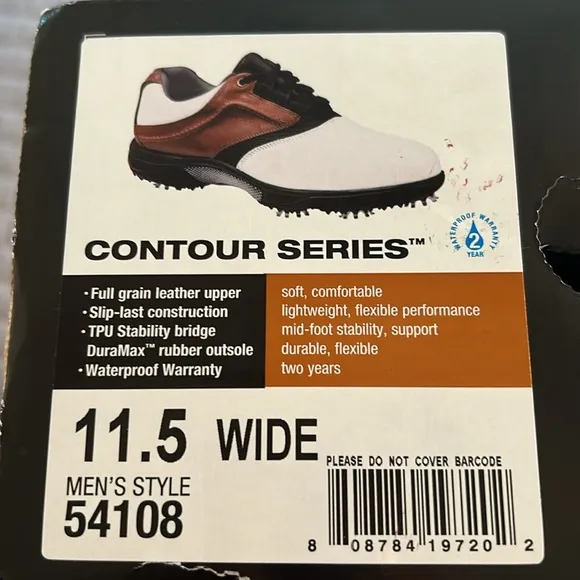 WATERPROOF WARRANTY
2
YEAR
CONTOUR SERIES™
• Full grain leather upper soft, comfortable
• Slip-last construction lightweight, flexible performance
• TPU Stability bridge mid-foot stability, support
DuraMax™ rubber outsole durable, flexible
• Waterproof Warranty two years
11.5 WIDE
PLEASE DO NOT COVER BARCODE
MEN'S STYLE
54108
8 08784 19720 2